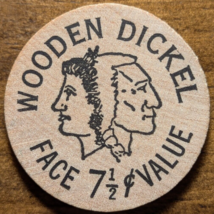 WOODEN DICKEL
FACE 7½¢ VALUE